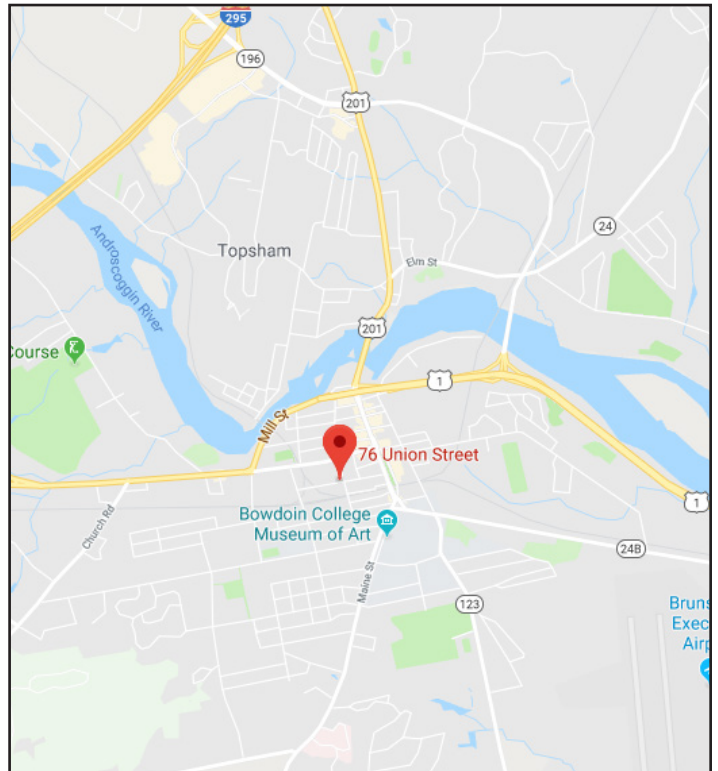 295
196
201
24
Topsham
Elm St
Androscoggin River
201
Course
1
Mill St
76 Union Street
1
Church Rd
Bowdoin College
Museum of Art
24B
Maine St
123
Bruns
Exec
Airp